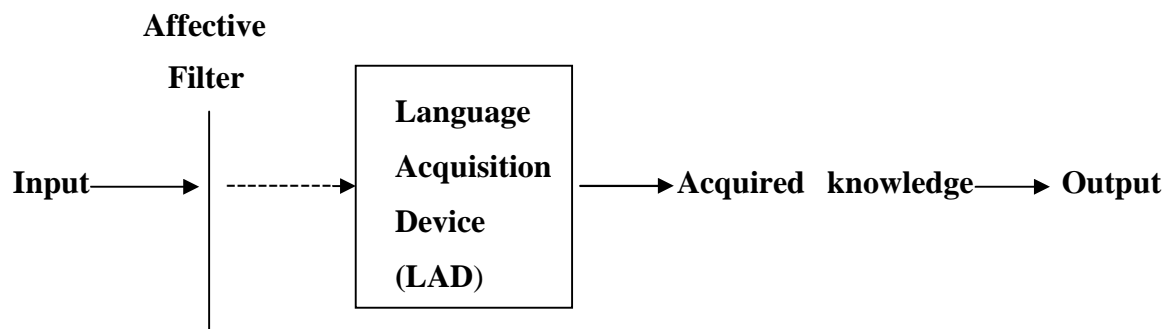 Affective
Filter
Input
Language
Acquisition
Device
(LAD)
Acquired knowledge
Output